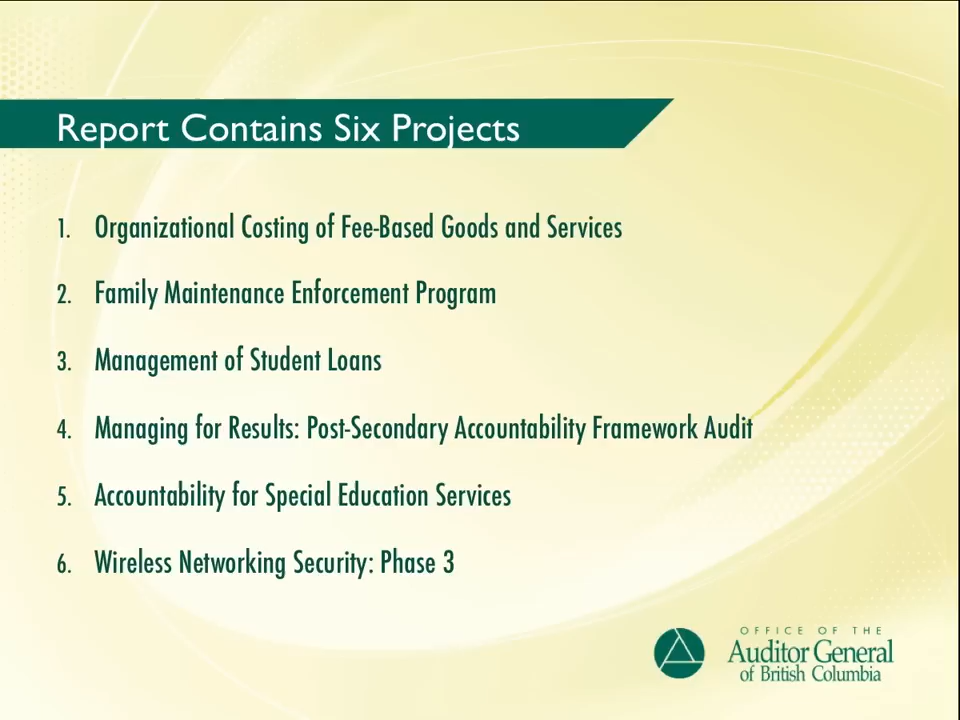 Report Contains Six Projects
1. Organizational Costing of Fee-Based Goods and Services
2. Family Maintenance Enforcement Program
3. Management of Student Loans
4. Managing for Results: Post-Secondary Accountability Framework Audit
5. Accountability for Special Education Services
6. Wireless Networking Security: Phase 3
OFFICE OF THE
Auditor General
of British Columbia